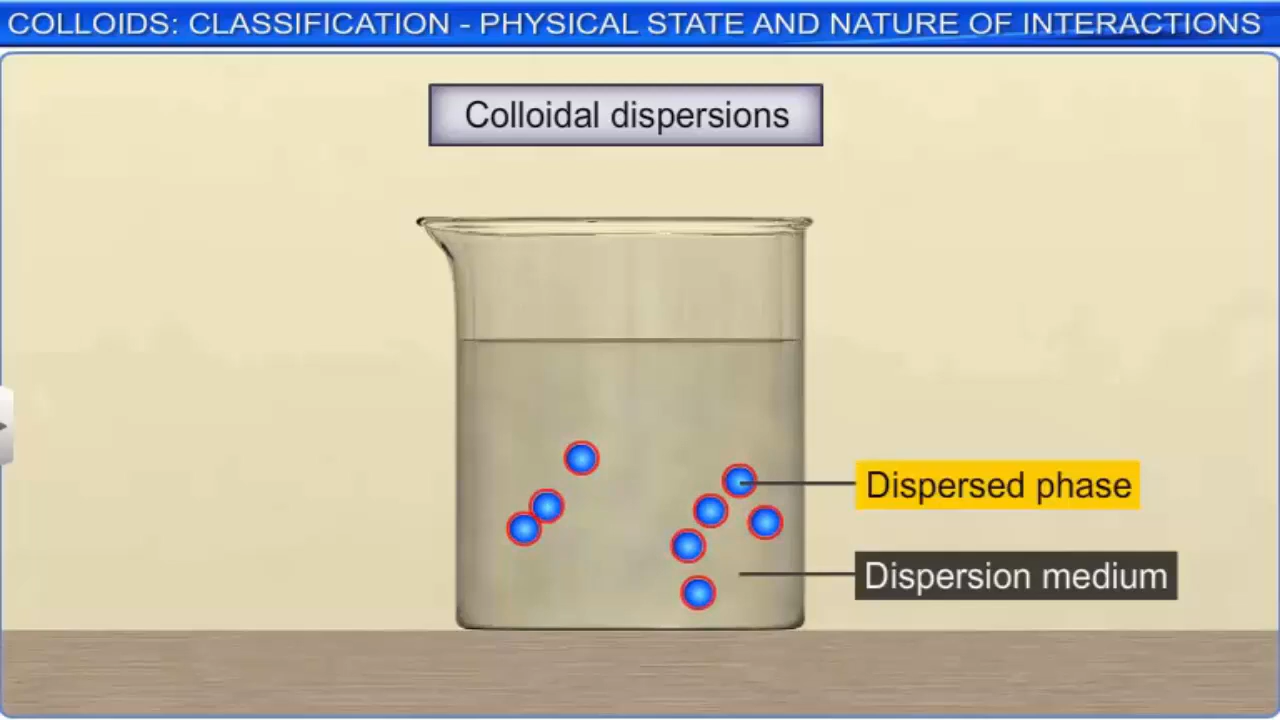 COLLOIDS: CLASSIFICATION - PHYSICAL STATE AND NATURE OF INTERACTIONS
Colloidal dispersions
Dispersed phase
Dispersion medium